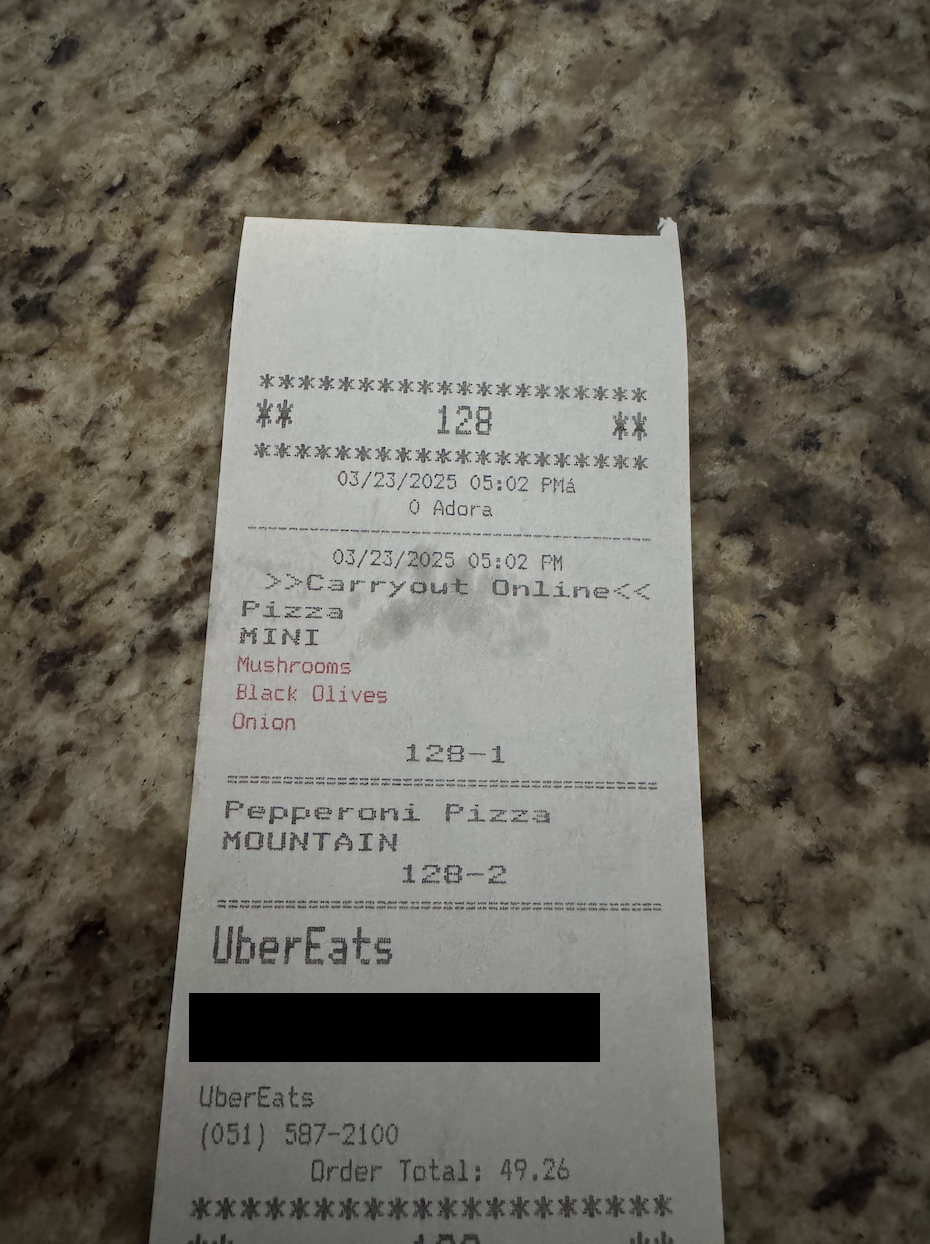 ********************
** 128 **
********************
03/23/2025 05:02 PMá
0 Adora
03/23/2025 05:02 PM
>>Carryout Online<<
Pizza
MINI
Mushrooms
Black Olives
Onion
128-1
Pepperoni Pizza
MOUNTAIN
128-2
UberEats
UberEats
(051) 587-2100
Order Total: 49.26
********************